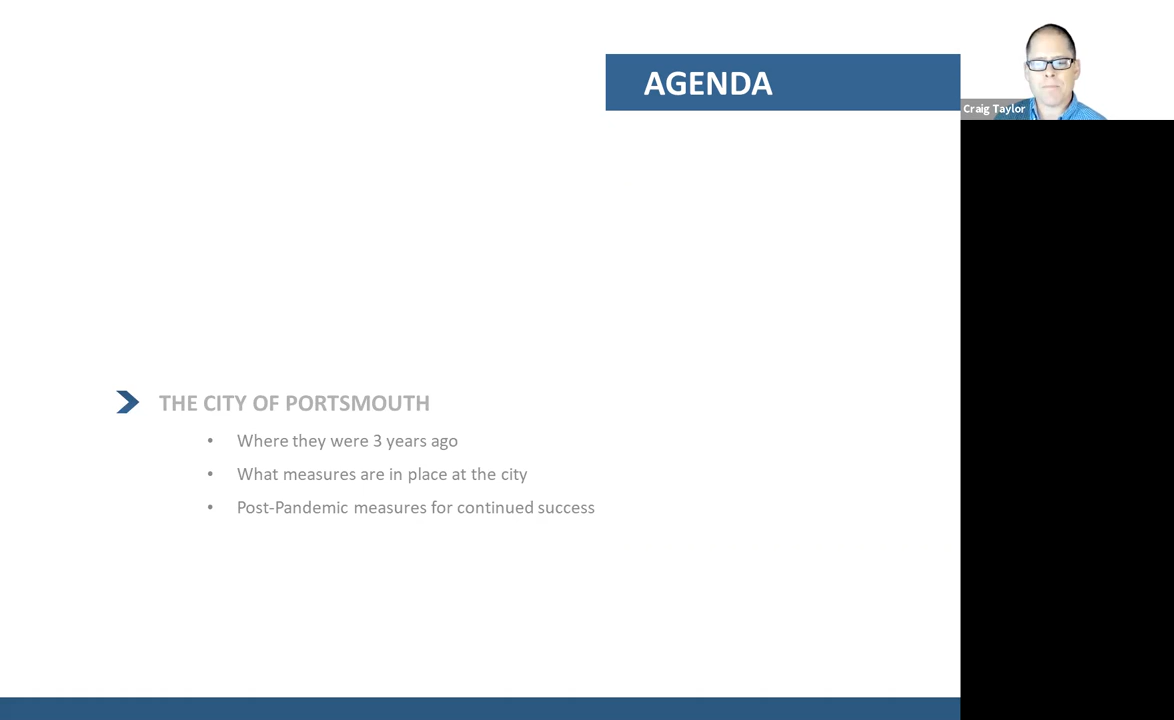 AGENDA
Craig Taylor
THE CITY OF PORTSMOUTH
• Where they were 3 years ago
• What measures are in place at the city
• Post-Pandemic measures for continued success